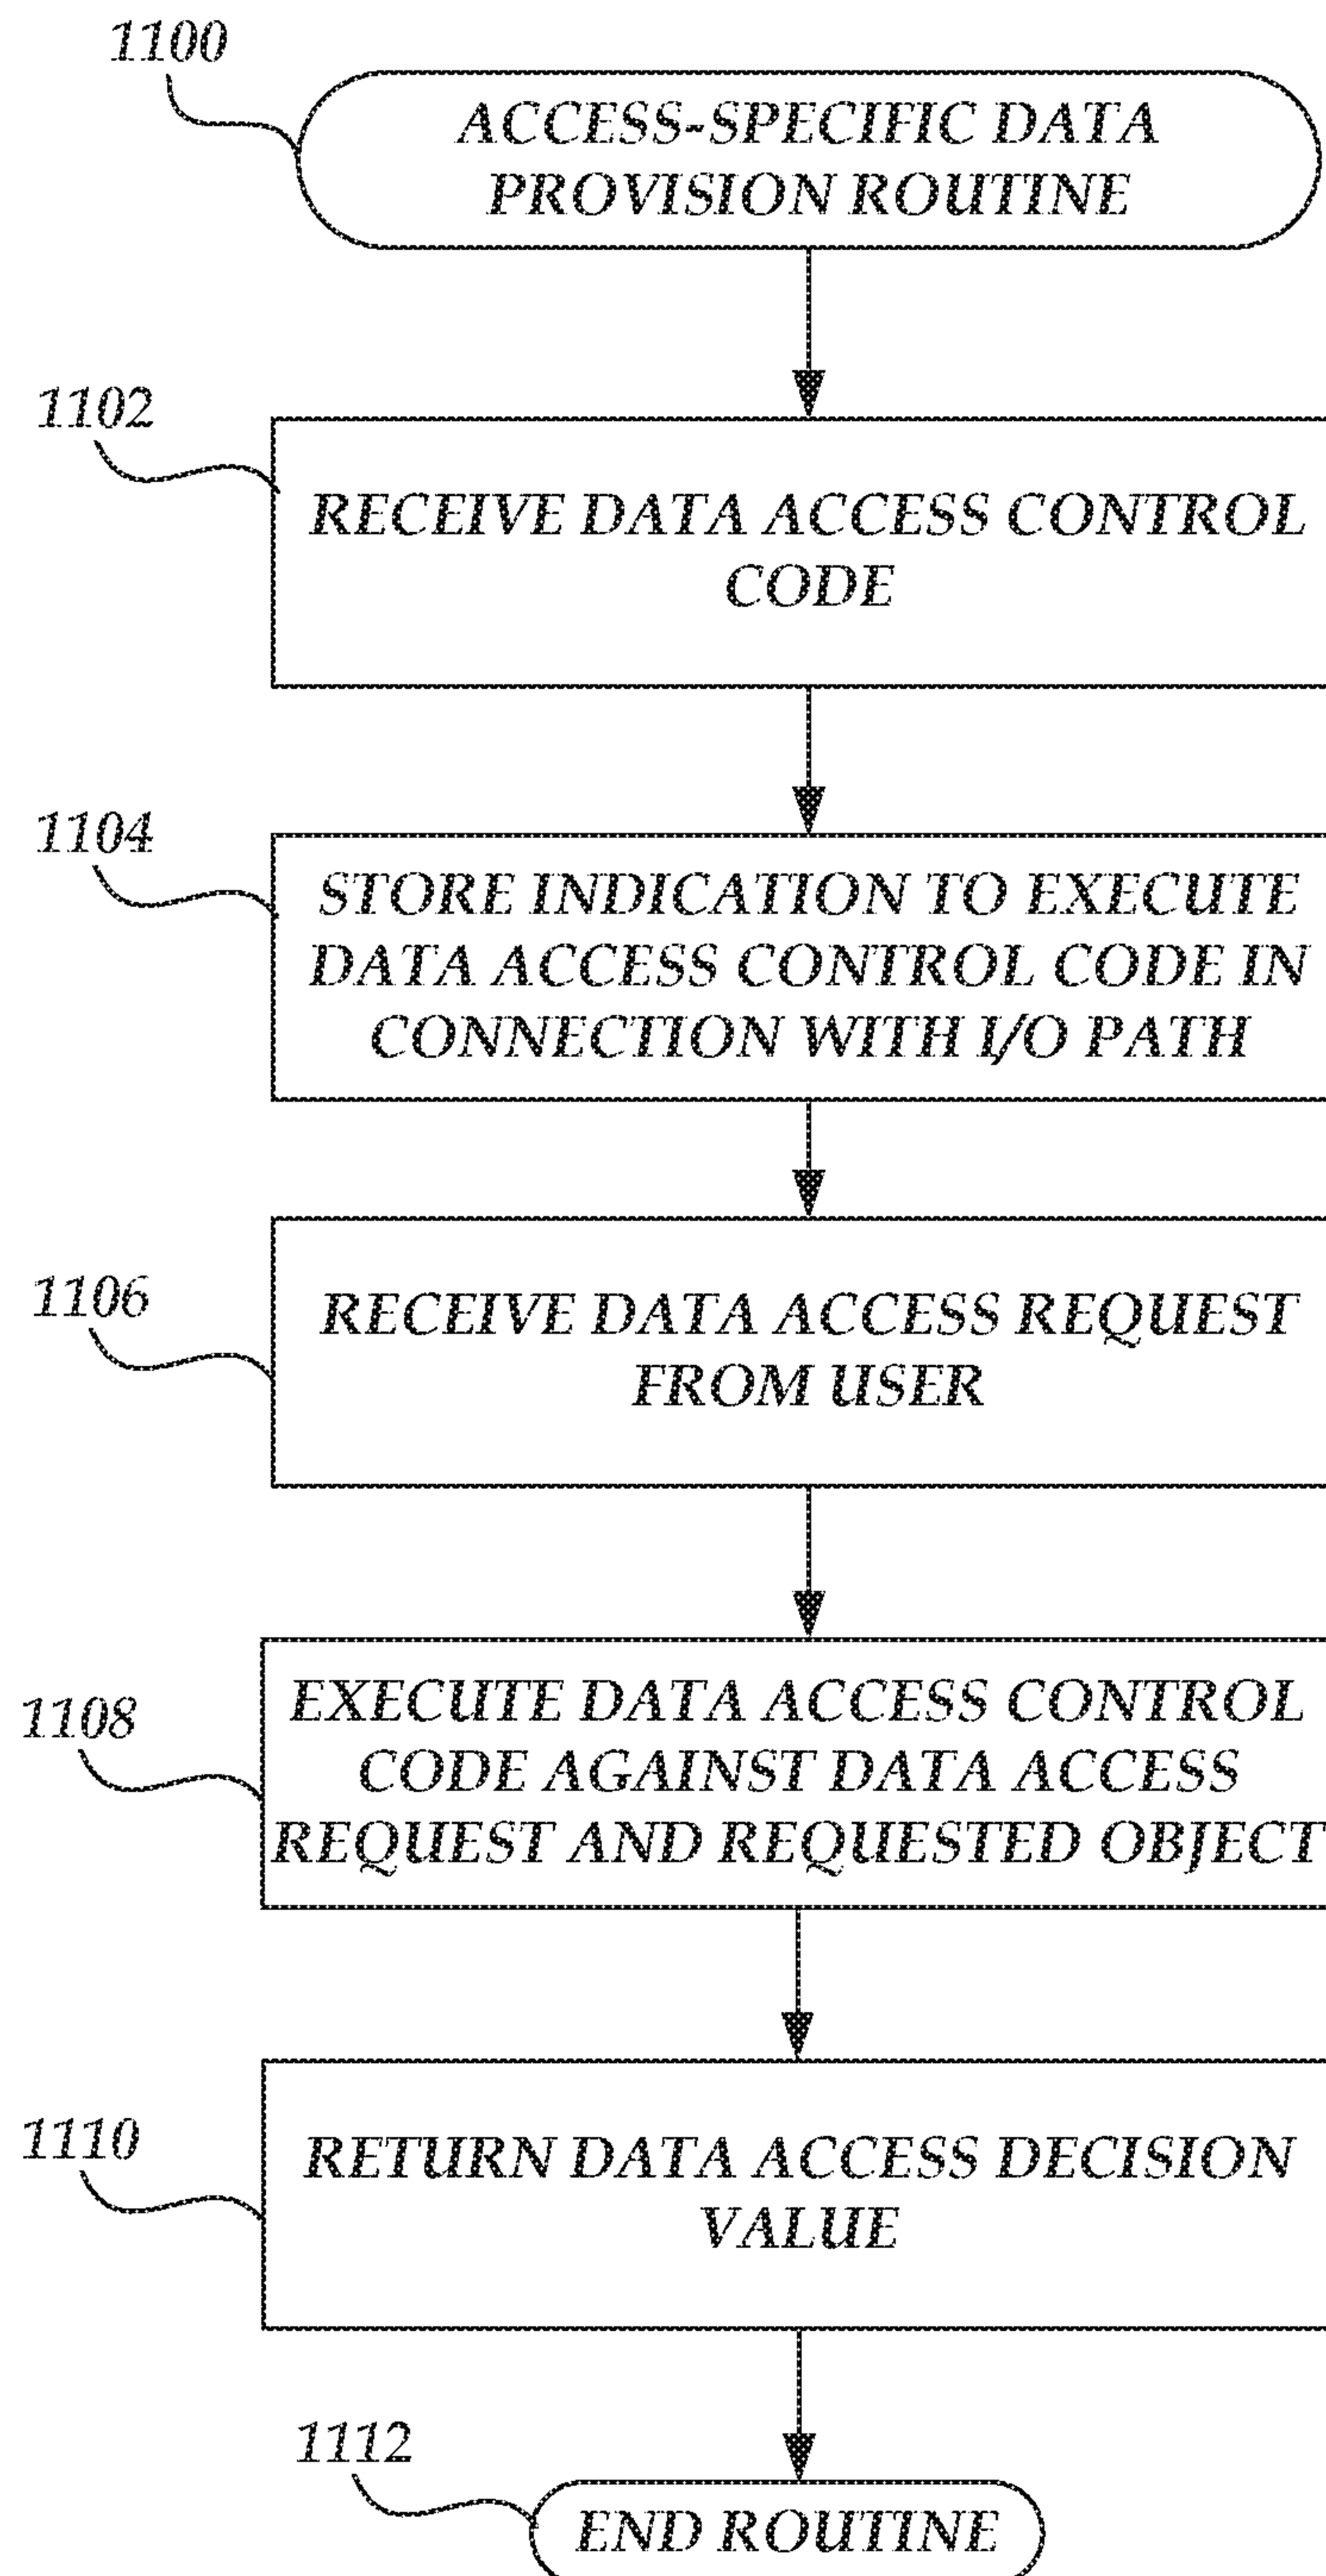 1100
ACCESS-SPECIFIC DATA
PROVISION ROUTINE
1102
RECEIVE DATA ACCESS CONTROL
CODE
1104
STORE INDICATION TO EXECUTE
DATA ACCESS CONTROL CODE IN
CONNECTION WITH I/O PATH
1106
RECEIVE DATA ACCESS REQUEST
FROM USER
1108
EXECUTE DATA ACCESS CONTROL
CODE AGAINST DATA ACCESS
REQUEST AND REQUESTED OBJECT
1110
RETURN DATA ACCESS DECISION
VALUE
1112
END ROUTINE